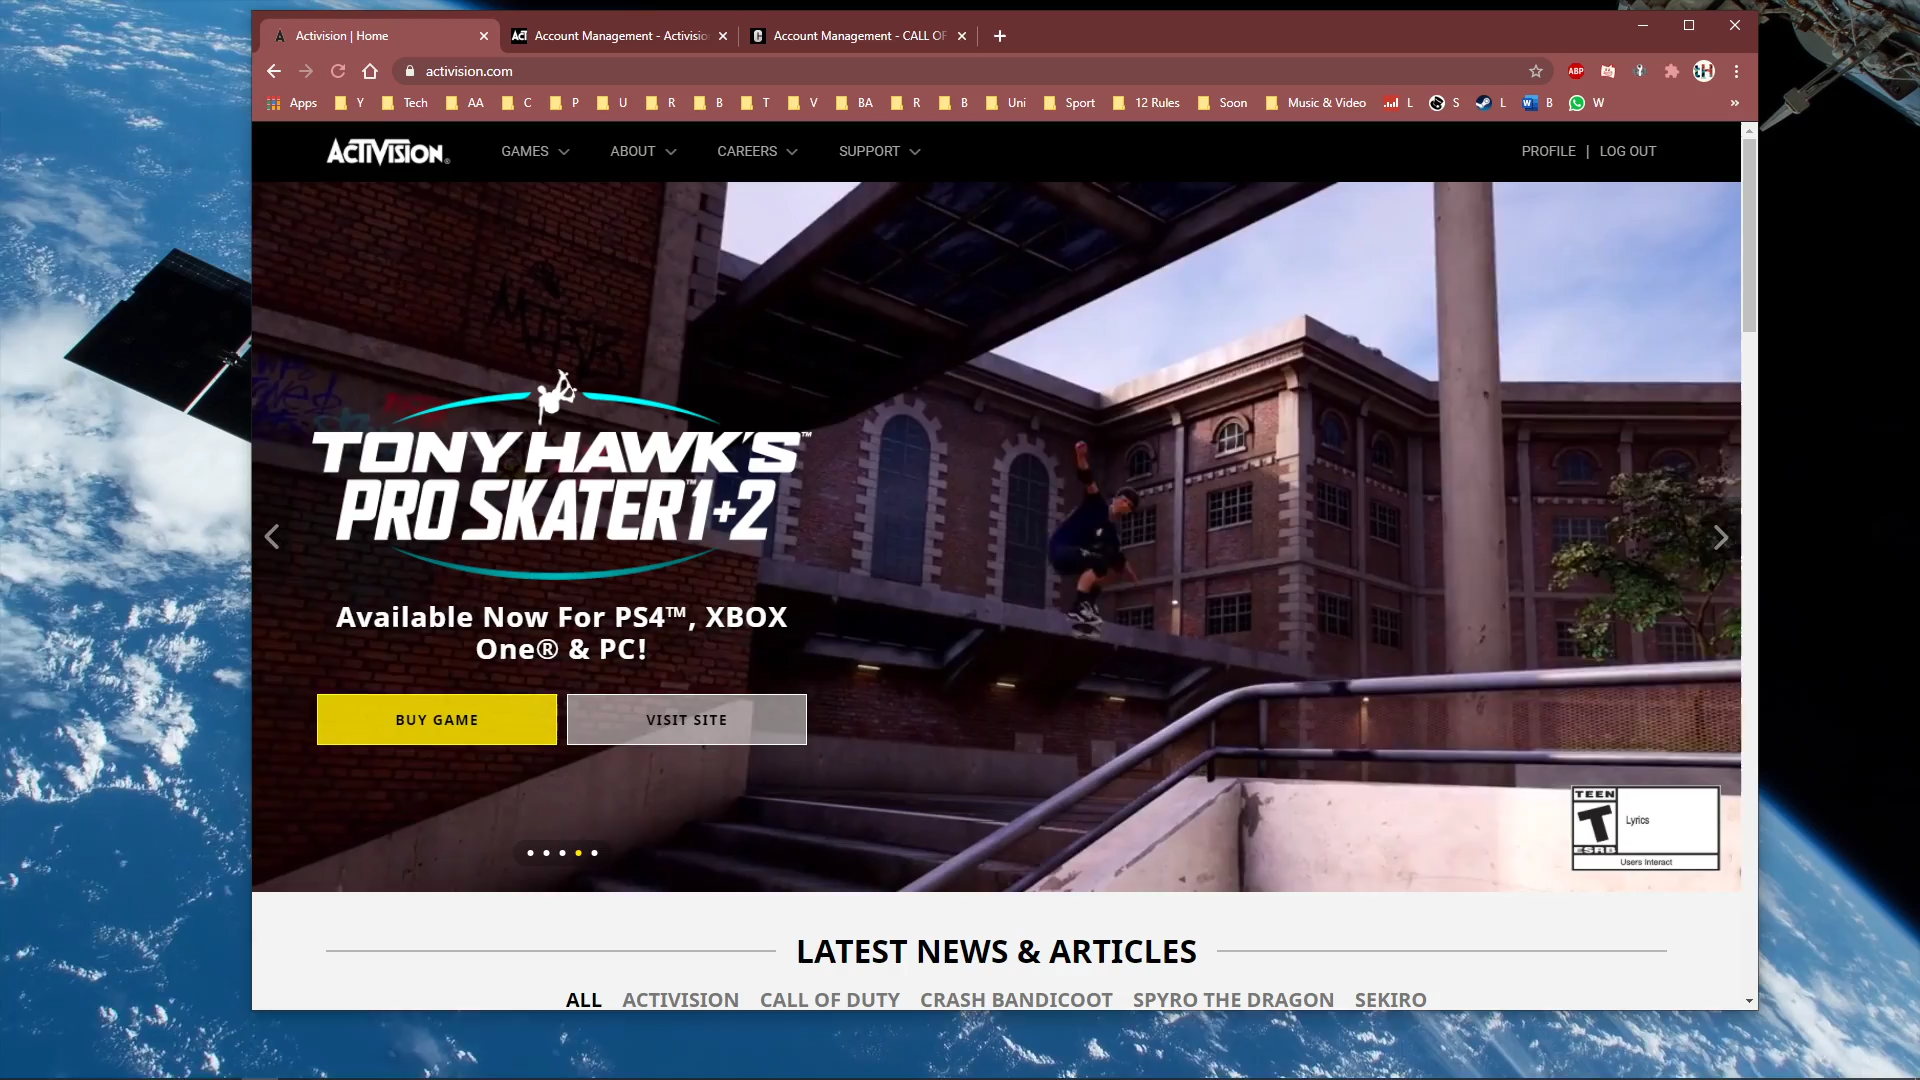 Activision | Home
Account Management - Activisio
Account Management - CALL OF
activision.com
ABP
Apps Y Tech AA C P U R B T V BA R B Uni Sport 12 Rules Soon Music & Video L S L B W »
ACTIVISION® GAMES ABOUT CAREERS SUPPORT PROFILE | LOG OUT
TONY HAWK'S™
PRO SKATER™ 1+2
Available Now For PS4™, XBOX
One® & PC!
BUY GAME VISIT SITE
TEEN
T
ESRB
Lyrics
Users Interact
LATEST NEWS & ARTICLES
ALL ACTIVISION CALL OF DUTY CRASH BANDICOOT SPYRO THE DRAGON SEKIRO